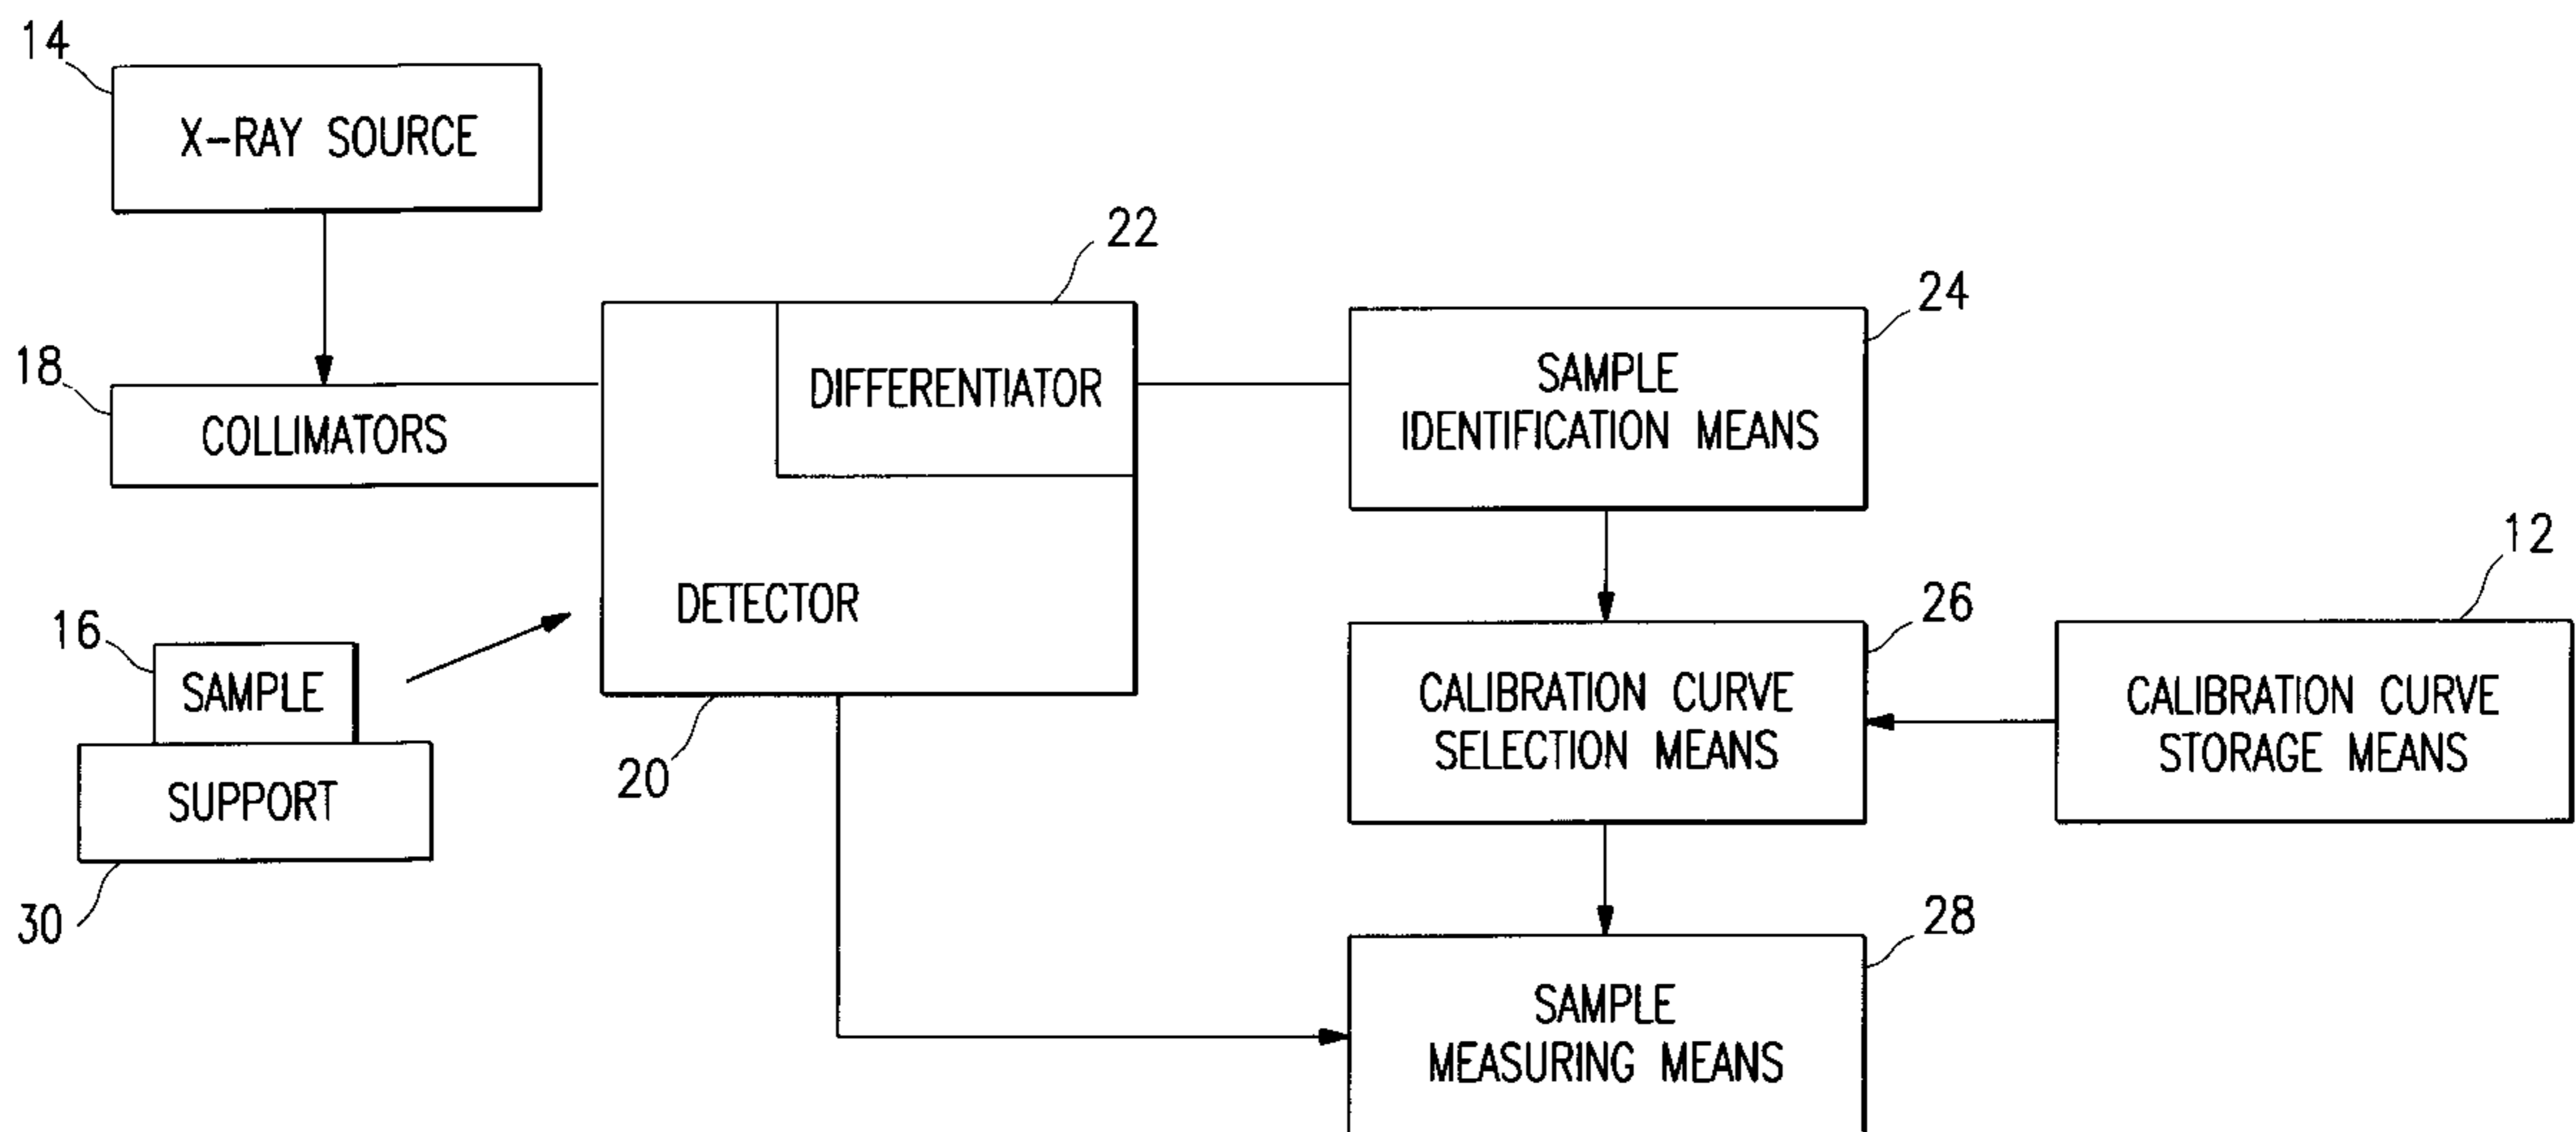 14
X-RAY SOURCE
22
18
COLLIMATORS
DIFFERENTIATOR
24
SAMPLE
IDENTIFICATION MEANS
DETECTOR
16
SAMPLE
SUPPORT
30
20
26
CALIBRATION CURVE
SELECTION MEANS
12
CALIBRATION CURVE
STORAGE MEANS
28
SAMPLE
MEASURING MEANS